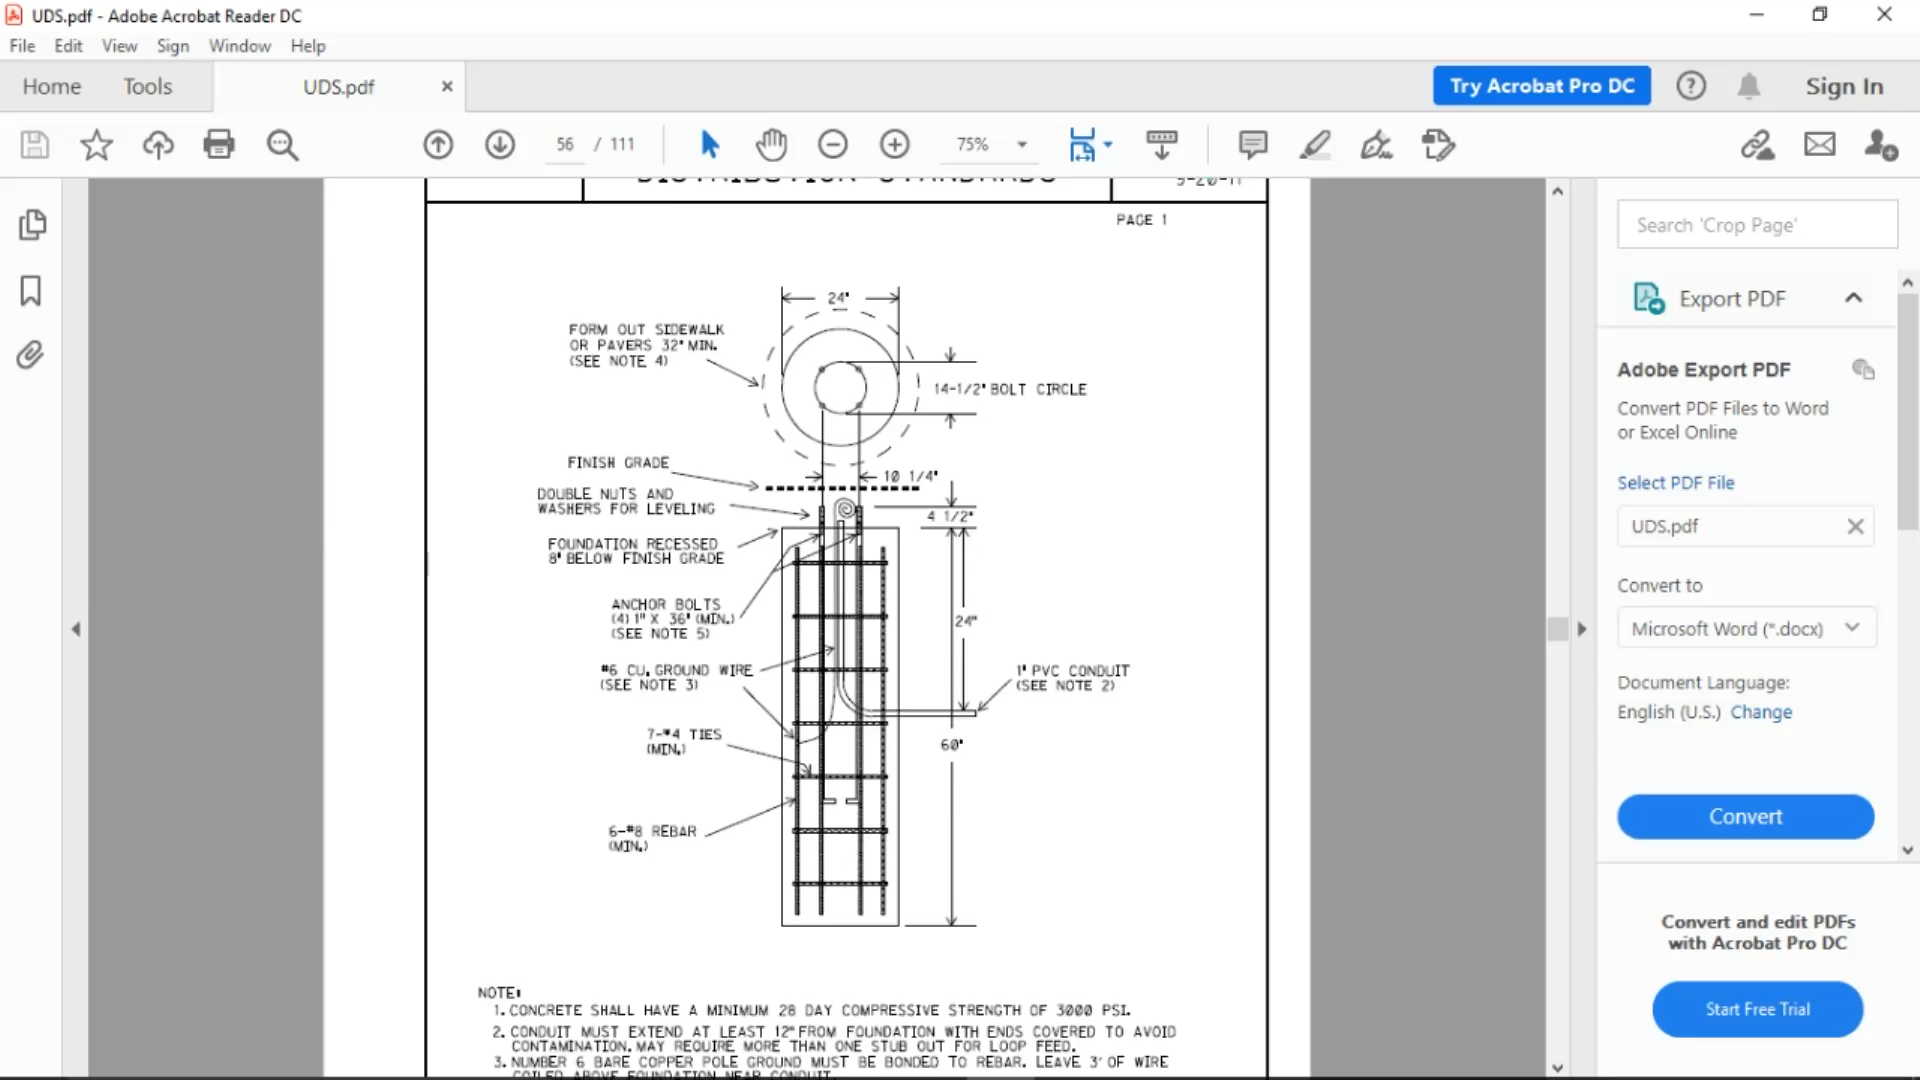 UDS.pdf - Adobe Acrobat Reader DC
File Edit View Sign Window Help
Home Tools UDS.pdf × Try Acrobat Pro DC ? Sign In
56 / 111 75%
DISTRIBUTION STANDARDS
PAGE 1
24"
FORM OUT SIDEWALK
OR PAVERS 32" MIN.
(SEE NOTE 4)
14-1/2" BOLT CIRCLE
FINISH GRADE
10 1/4"
DOUBLE NUTS AND
WASHERS FOR LEVELING
4 1/2"
FOUNDATION RECESSED
8" BELOW FINISH GRADE
ANCHOR BOLTS
(4) 1" X 36" (MIN.)
(SEE NOTE 5)
24"
#6 CU. GROUND WIRE
(SEE NOTE 3)
1" PVC CONDUIT
(SEE NOTE 2)
7-#4 TIES
(MIN.)
60"
6-#8 REBAR
(MIN.)
NOTE:
1. CONCRETE SHALL HAVE A MINIMUM 28 DAY COMPRESSIVE STRENGTH OF 3000 PSI.
2. CONDUIT MUST EXTEND AT LEAST 12" FROM FOUNDATION WITH ENDS COVERED TO AVOID
CONTAMINATION. MAY REQUIRE MORE THAN ONE STUB OUT FOR LOOP FEED.
3. NUMBER 6 BARE COPPER POLE GROUND MUST BE BONDED TO REBAR. LEAVE 3' OF WIRE
COILED ABOVE FOUNDATION NEAR CONDUIT.
Search 'Crop Page'
Export PDF
Adobe Export PDF
Convert PDF Files to Word
or Excel Online
Select PDF File
UDS.pdf
Convert to
Microsoft Word (*.docx)
Document Language:
English (U.S.) Change
Convert
Convert and edit PDFs
with Acrobat Pro DC
Start Free Trial